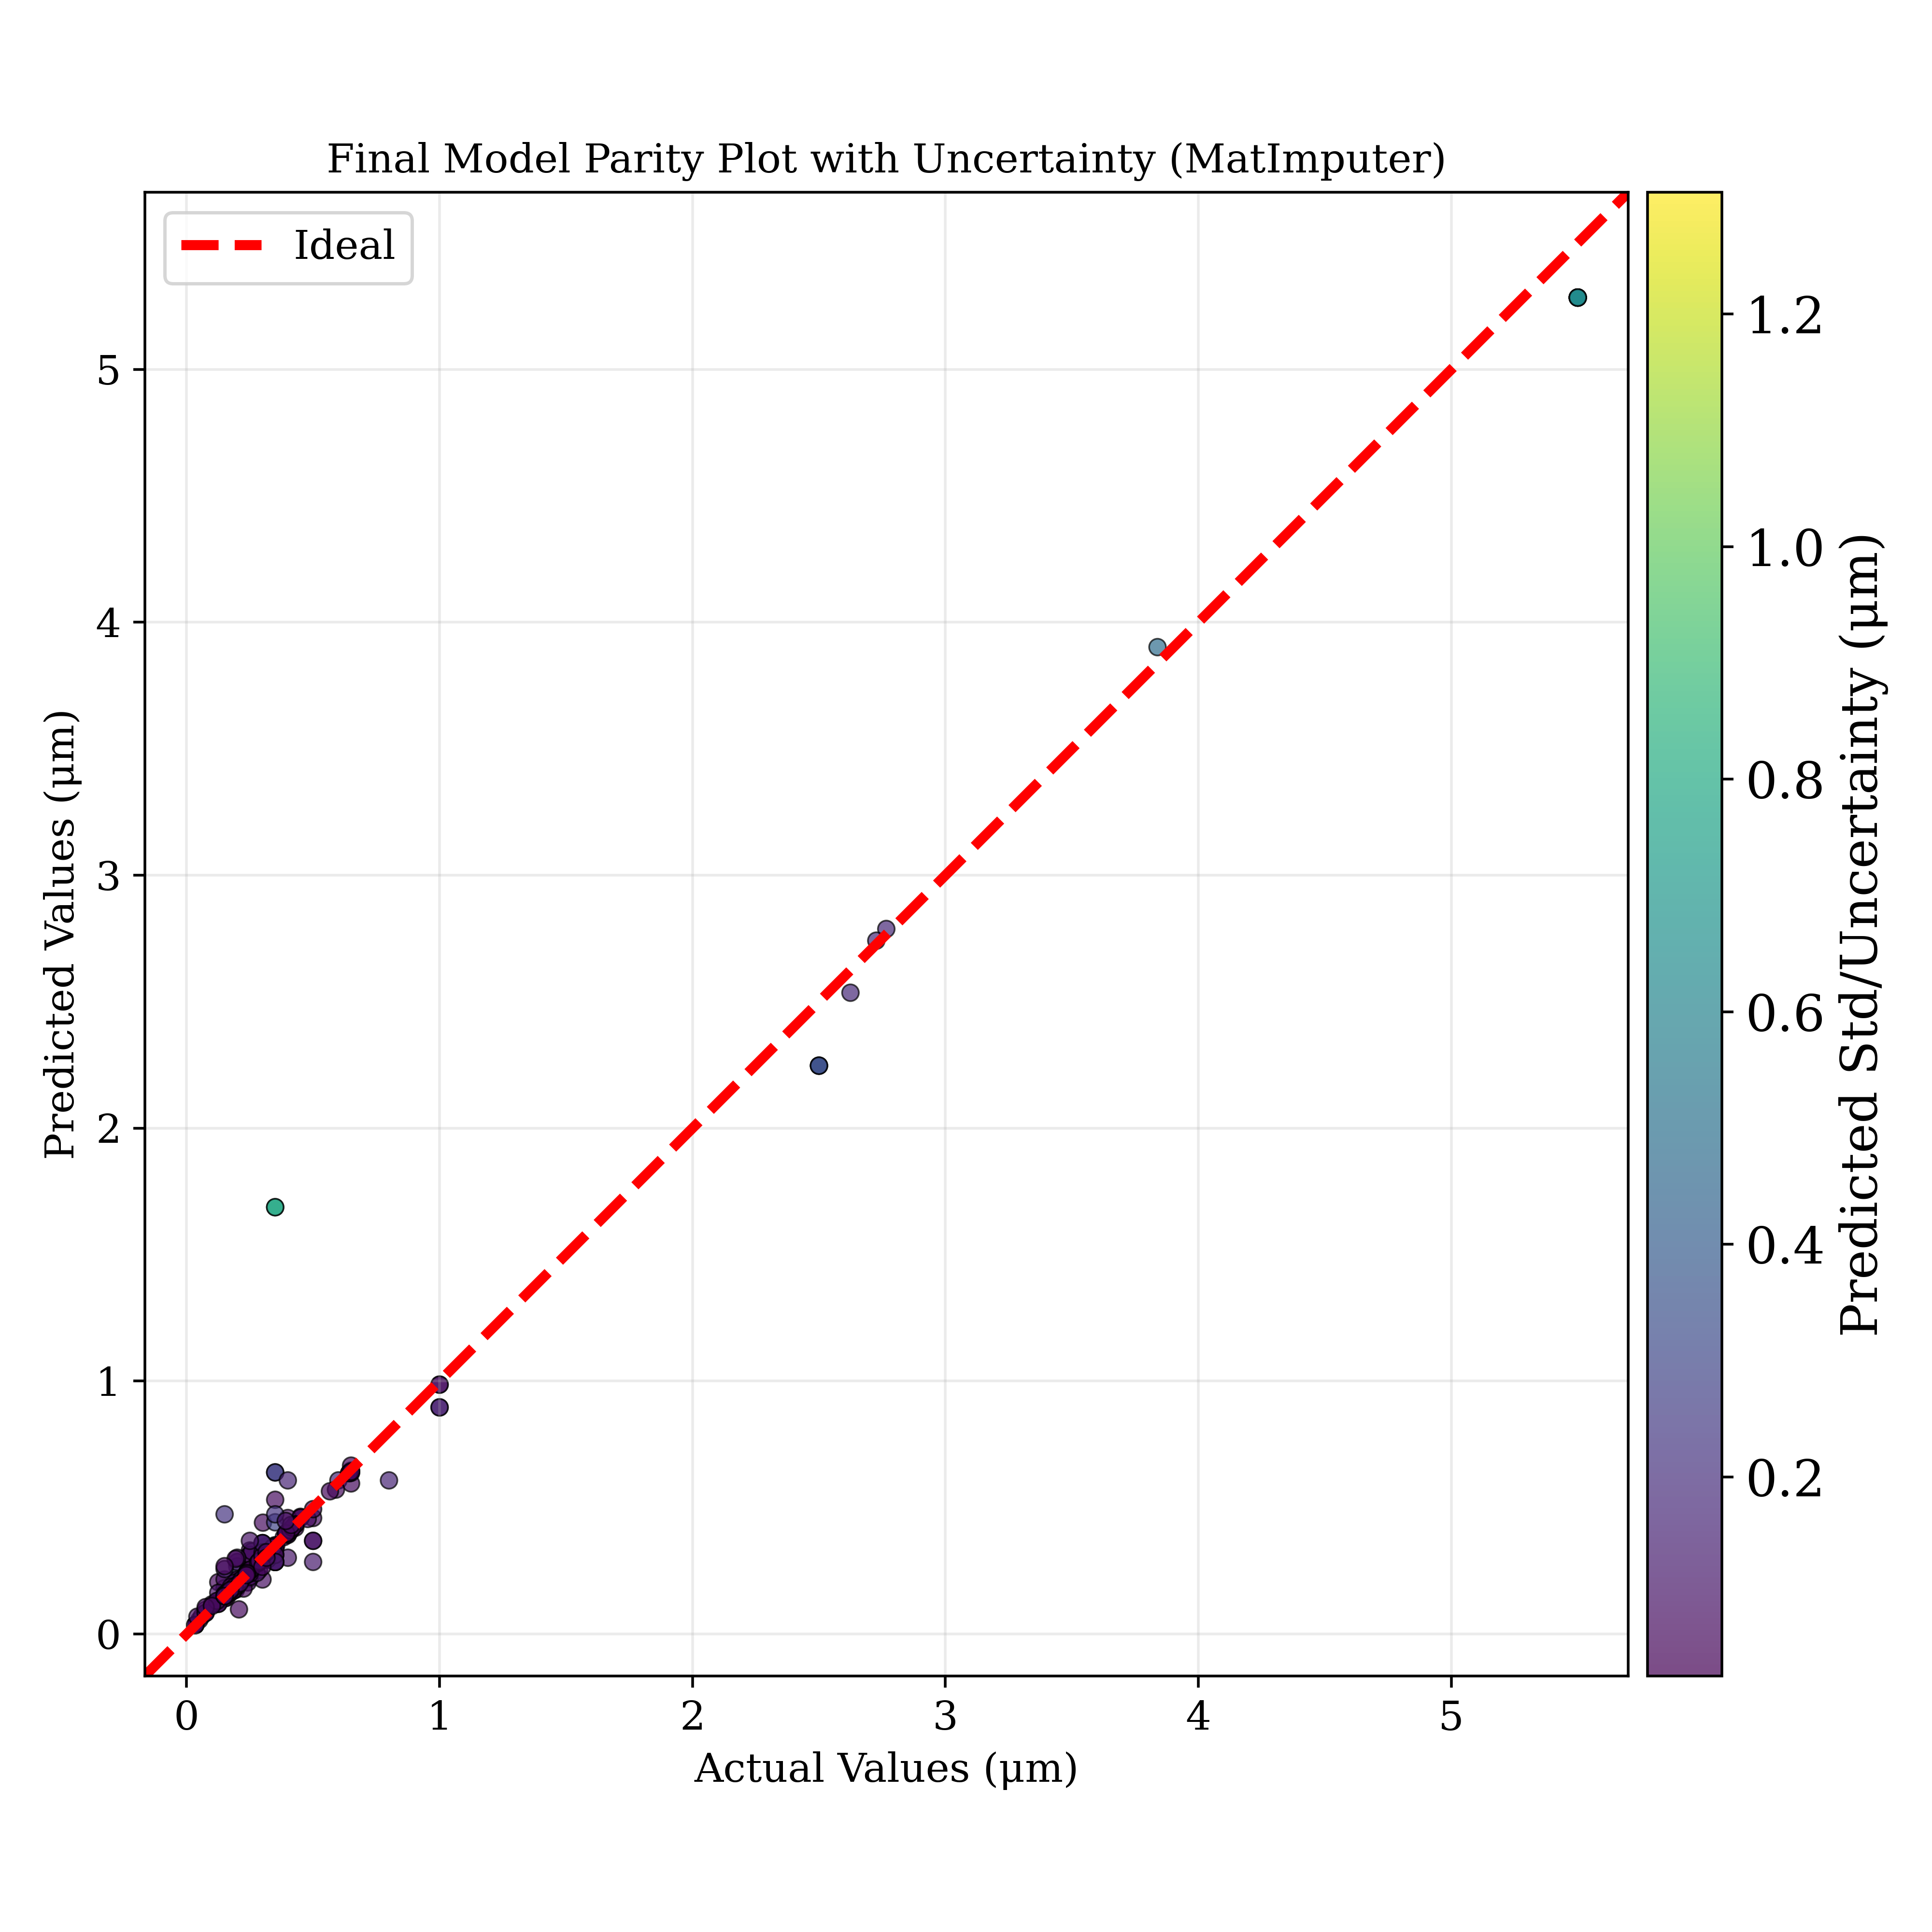 Final Model Parity Plot with Uncertainty (MatImputer)
Ideal
Predicted Values (μm)
5
4
3
2
1
0
0 1 2 3 4 5
Actual Values (μm)
1.2
1.0
0.8
0.6
0.4
0.2
Predicted Std/Uncertainty (μm)